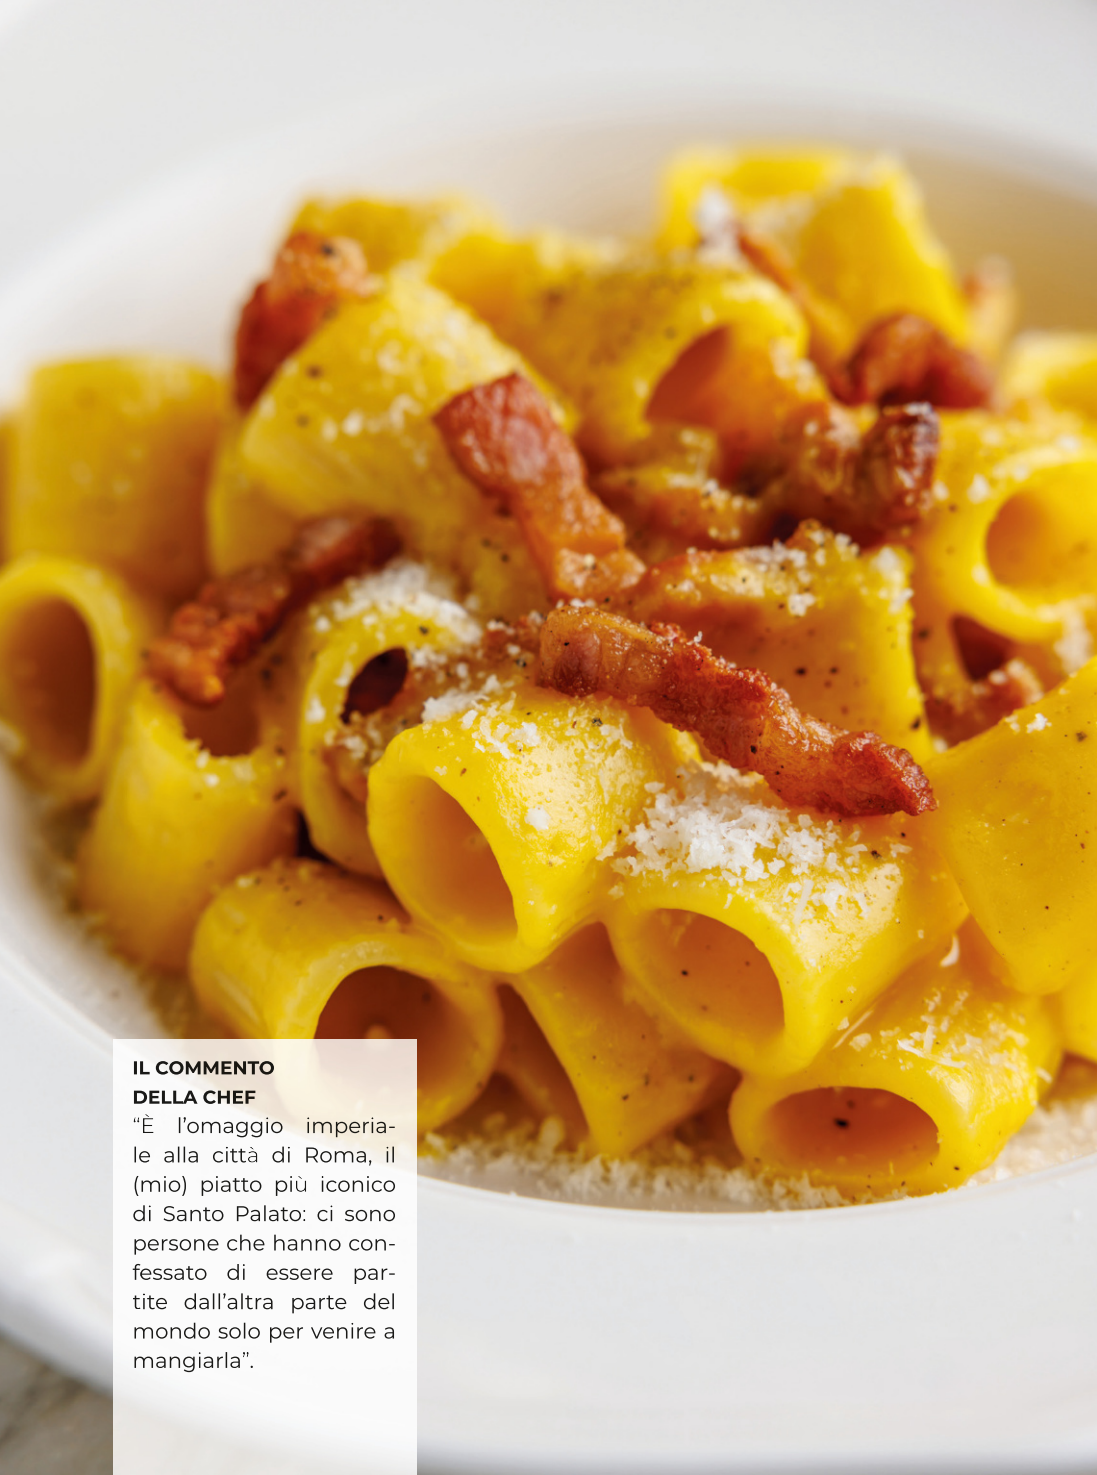 IL COMMENTO
DELLA CHEF
“È l’omaggio imperia-
le alla città di Roma, il
(mio) piatto più iconico
di Santo Palato: ci sono
persone che hanno con-
fessato di essere par-
tite dall’altra parte del
mondo solo per venire a
mangiarla”.